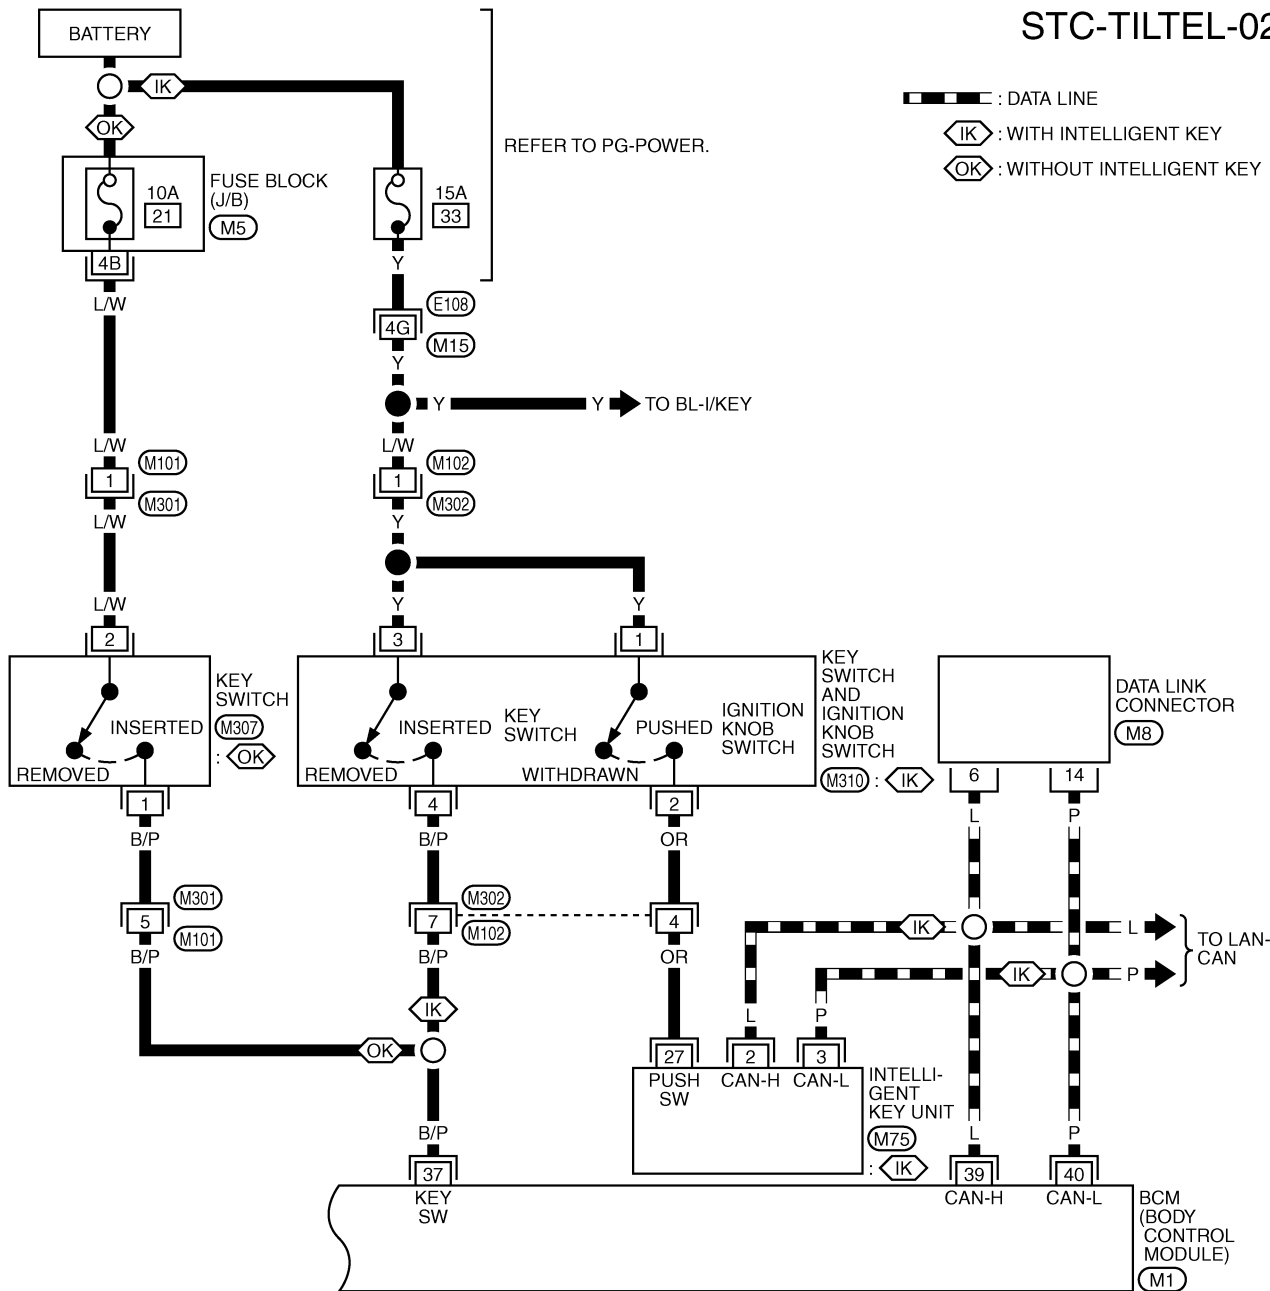 STC-TILTEL-02
BATTERY
IK
OK
: DATA LINE
IK : WITH INTELLIGENT KEY
OK : WITHOUT INTELLIGENT KEY
REFER TO PG-POWER.
10A
21
FUSE BLOCK
(J/B)
M5
15A
33
4B
L/W
Y
E108
4G
M15
Y
Y
Y
TO BL-I/KEY
L/W
L/W
M101
1
M301
L/W
M102
1
M302
Y
L/W
Y
Y
2
3
1
INSERTED
REMOVED
KEY
SWITCH
M307
: OK
INSERTED
REMOVED
KEY
SWITCH
PUSHED
WITHDRAWN
IGNITION
KNOB
SWITCH
KEY
SWITCH
AND
IGNITION
KNOB
SWITCH
M310 : IK
DATA LINK
CONNECTOR
M8
6
14
1
4
2
B/P
B/P
OR
L
P
M301
5
M101
B/P
M302
7
M102
B/P
4
OR
IK
L
IK
P
TO LAN-
CAN
IK
OK
L
P
27
2
3
PUSH
SW
CAN-H
CAN-L
INTELLI-
GENT
KEY UNIT
M75
: IK
B/P
L
P
37
39
40
KEY
SW
CAN-H
CAN-L
BCM
(BODY
CONTROL
MODULE)
M1